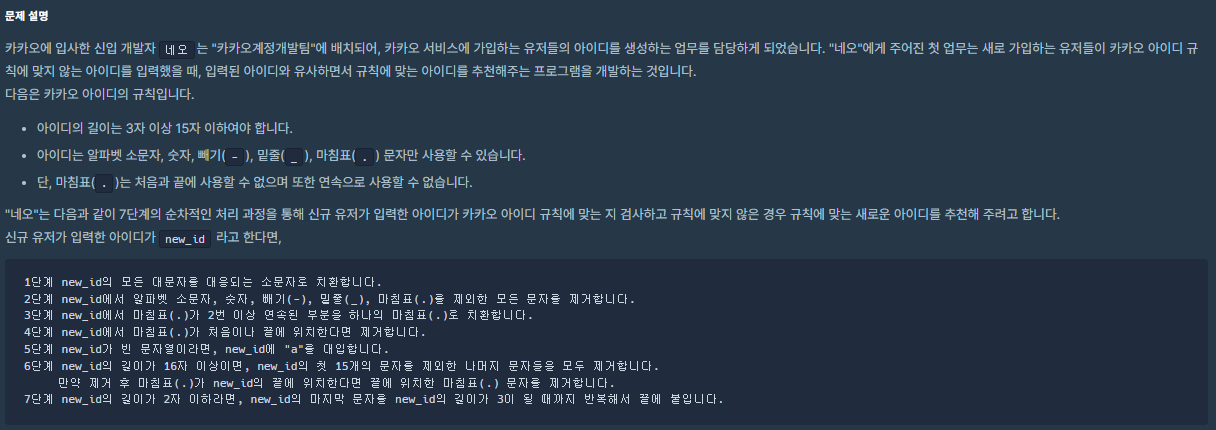 문제 설명
카카오에 입사한 신입 개발자 네오 는 "카카오계정개발팀"에 배치되어, 카카오 서비스에 가입하는 유저들의 아이디를 생성하는 업무를 담당하게 되었습니다. "네오"에게 주어진 첫 업무는 새로 가입하는 유저들이 카카오 아이디 규
칙에 맞지 않는 아이디를 입력했을 때, 입력된 아이디와 유사하면서 규칙에 맞는 아이디를 추천해주는 프로그램을 개발하는 것입니다.
다음은 카카오 아이디의 규칙입니다.
• 아이디의 길이는 3자 이상 15자 이하여야 합니다.
• 아이디는 알파벳 소문자, 숫자, 빼기( - ), 밑줄( _ ), 마침표( . ) 문자만 사용할 수 있습니다.
• 단, 마침표( . )는 처음과 끝에 사용할 수 없으며 또한 연속으로 사용할 수 없습니다.
"네오"는 다음과 같이 7단계의 순차적인 처리 과정을 통해 신규 유저가 입력한 아이디가 카카오 아이디 규칙에 맞는 지 검사하고 규칙에 맞지 않은 경우 규칙에 맞는 새로운 아이디를 추천해 주려고 합니다.
신규 유저가 입력한 아이디가 new_id 라고 한다면,
1단계 new_id의 모든 대문자를 대응되는 소문자로 치환합니다.
2단계 new_id에서 알파벳 소문자, 숫자, 빼기(-), 밑줄(_), 마침표(.)를 제외한 모든 문자를 제거합니다.
3단계 new_id에서 마침표(.)가 2번 이상 연속된 부분을 하나의 마침표(.)로 치환합니다.
4단계 new_id에서 마침표(.)가 처음이나 끝에 위치한다면 제거합니다.
5단계 new_id가 빈 문자열이라면, new_id에 "a"를 대입합니다.
6단계 new_id의 길이가 16자 이상이면, new_id의 첫 15개의 문자를 제외한 나머지 문자들을 모두 제거합니다.
만약 제거 후 마침표(.)가 new_id의 끝에 위치한다면 끝에 위치한 마침표(.) 문자를 제거합니다.
7단계 new_id의 길이가 2자 이하라면, new_id의 마지막 문자를 new_id의 길이가 3이 될 때까지 반복해서 끝에 붙입니다.